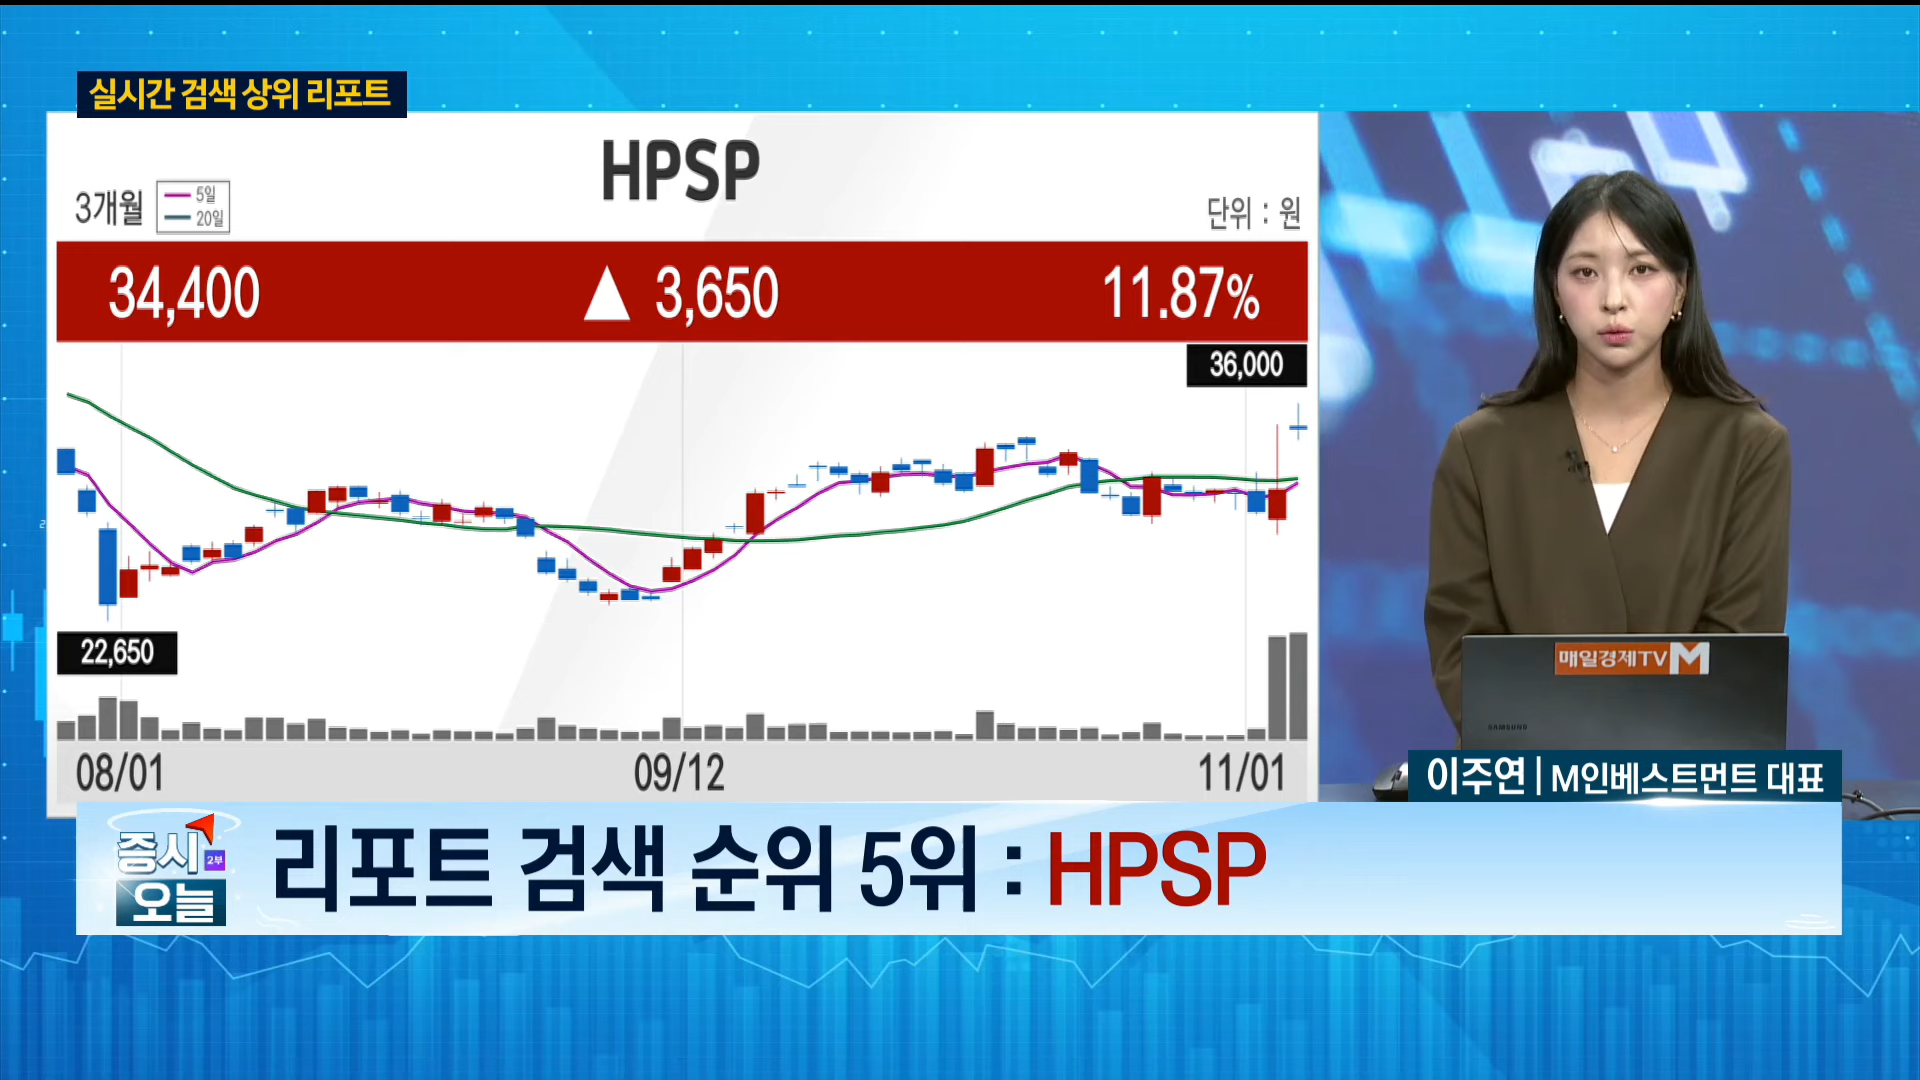 실시간 검색 상위 리포트
HPSP
3개월
5일
20일
단위 : 원
34,400 ▲ 3,650 11.87%
36,000
22,650
08/01 09/12 11/01
매일경제TV M
SAMSUNG
이주연 | M인베스트먼트 대표
증시 2부
오늘
리포트 검색 순위 5위 : HPSP